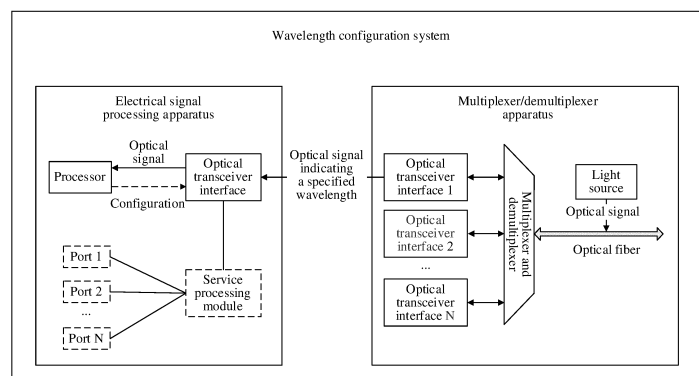 Wavelength configuration system
Electrical signal
processing apparatus
Optical
signal
Processor
Configuration
Optical
transceiver
interface
Port 1
Port 2
...
Port N
Service
processing
module
Optical signal
indicating
a specified
wavelength
Multiplexer/demultiplexer
apparatus
Optical
transceiver
interface 1
Optical
transceiver
interface 2
...
Optical
transceiver
interface N
Multiplexer and
demultiplexer
Light
source
Optical signal
Optical fiber